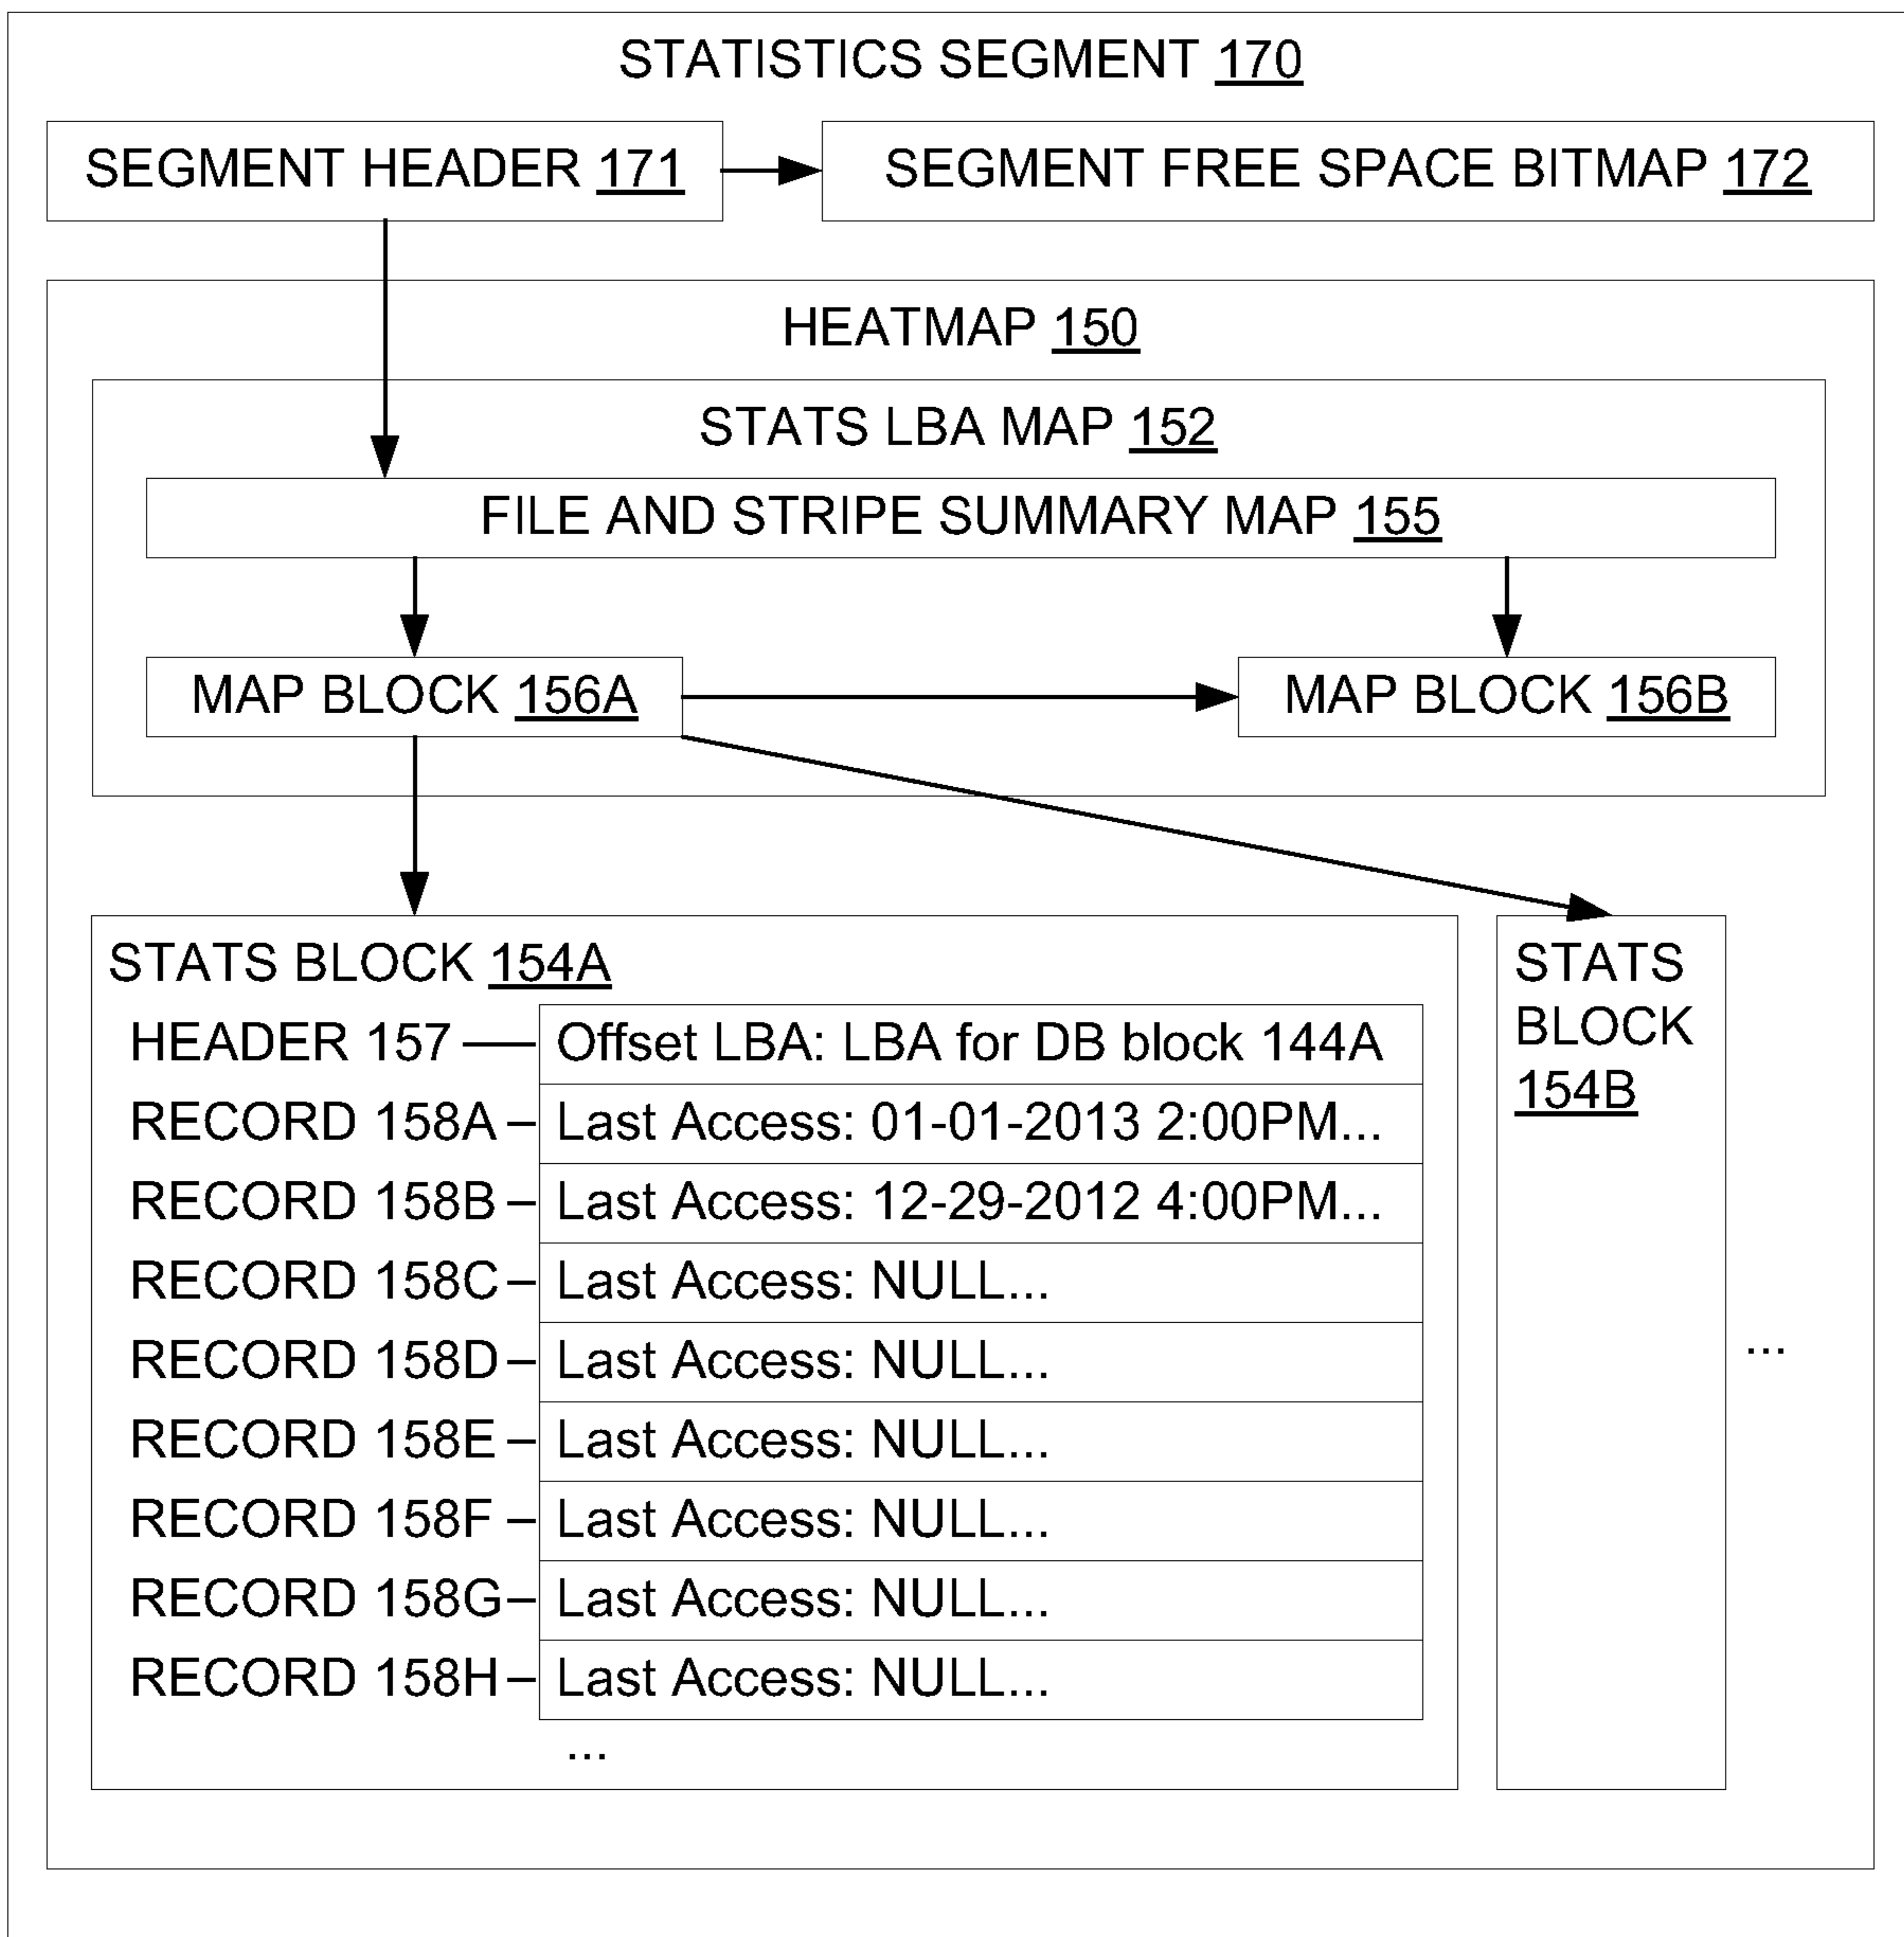 STATISTICS SEGMENT 170
SEGMENT HEADER 171
SEGMENT FREE SPACE BITMAP 172
HEATMAP 150
STATS LBA MAP 152
FILE AND STRIPE SUMMARY MAP 155
MAP BLOCK 156A
MAP BLOCK 156B
STATS BLOCK 154A
HEADER 157
Offset LBA: LBA for DB block 144A
RECORD 158A
Last Access: 01-01-2013 2:00PM...
RECORD 158B
Last Access: 12-29-2012 4:00PM...
RECORD 158C
Last Access: NULL...
RECORD 158D
Last Access: NULL...
RECORD 158E
Last Access: NULL...
RECORD 158F
Last Access: NULL...
RECORD 158G
Last Access: NULL...
RECORD 158H
Last Access: NULL...
...
STATS
BLOCK
154B
...